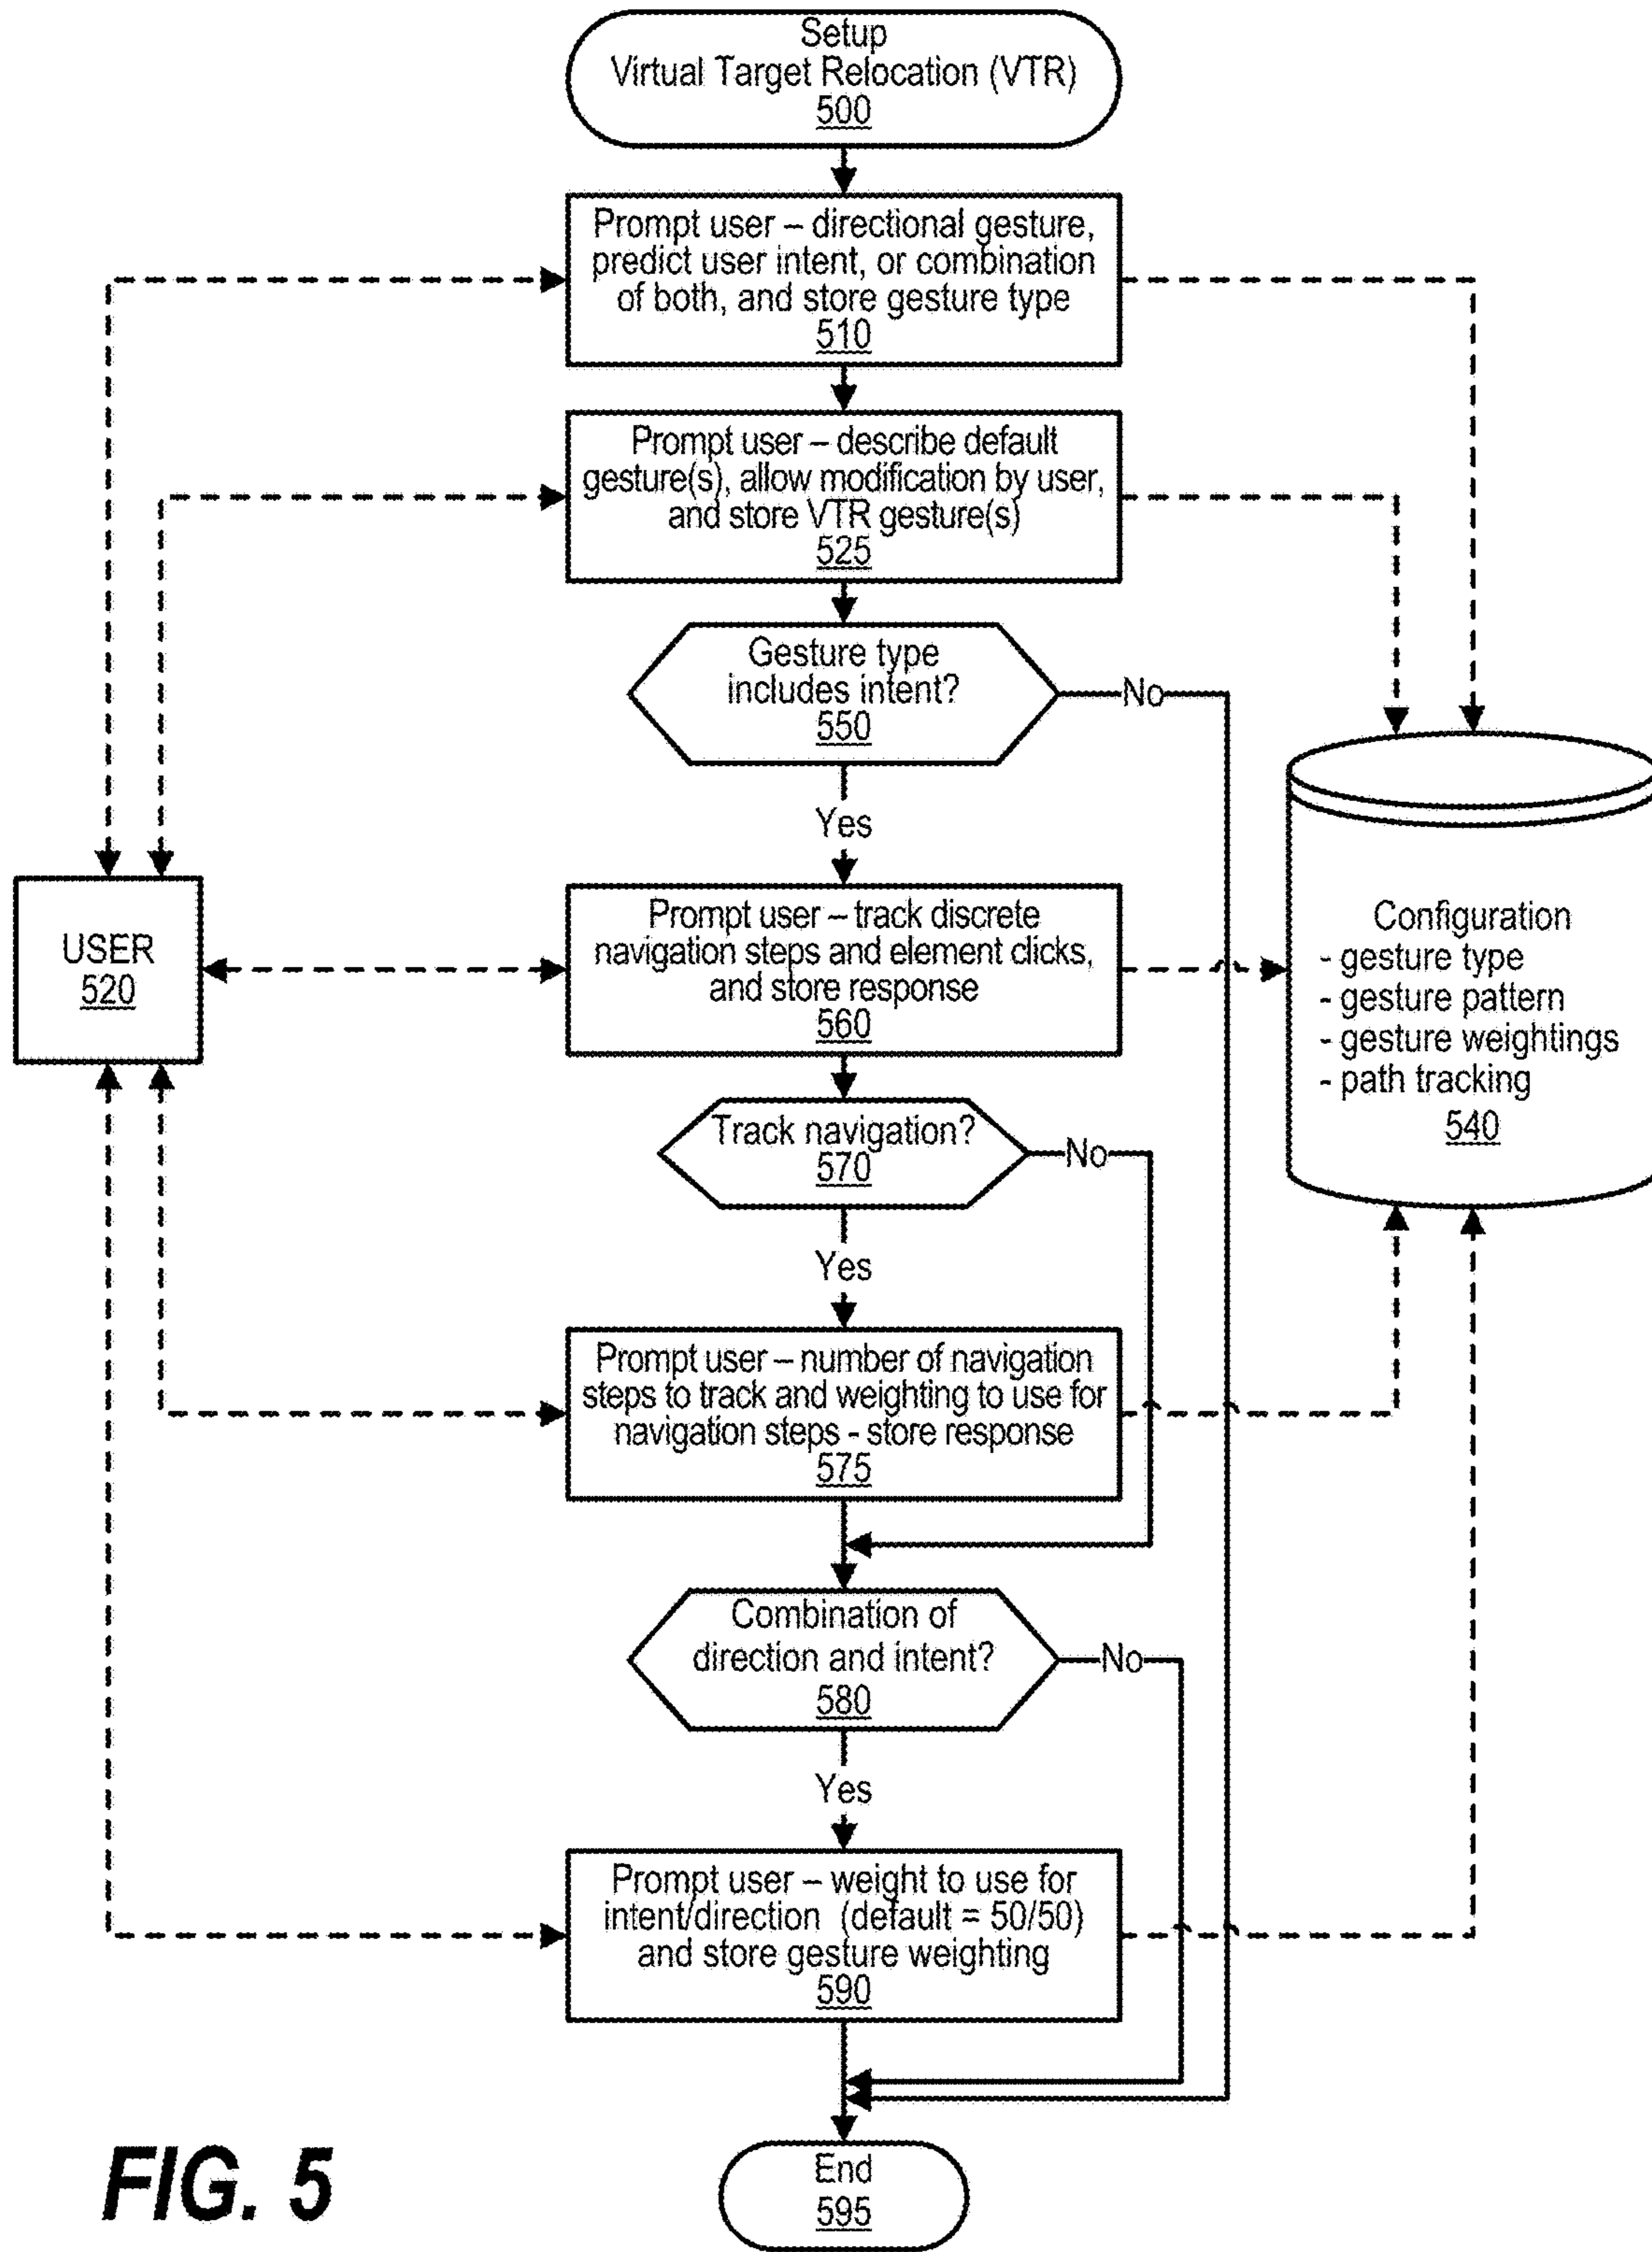 Setup
Virtual Target Relocation (VTR)
500
Prompt user – directional gesture,
predict user intent, or combination
of both, and store gesture type
510
Prompt user – describe default
gesture(s), allow modification by user,
and store VTR gesture(s)
525
Gesture type
includes intent?
550
No
Yes
USER
520
Prompt user – track discrete
navigation steps and element clicks,
and store response
560
Configuration
- gesture type
- gesture pattern
- gesture weightings
- path tracking
540
Track navigation?
570
No
Yes
Prompt user – number of navigation
steps to track and weighting to use for
navigation steps - store response
575
Combination of
direction and intent?
580
No
Yes
Prompt user – weight to use for
intent/direction (default = 50/50)
and store gesture weighting
590
End
595
FIG. 5